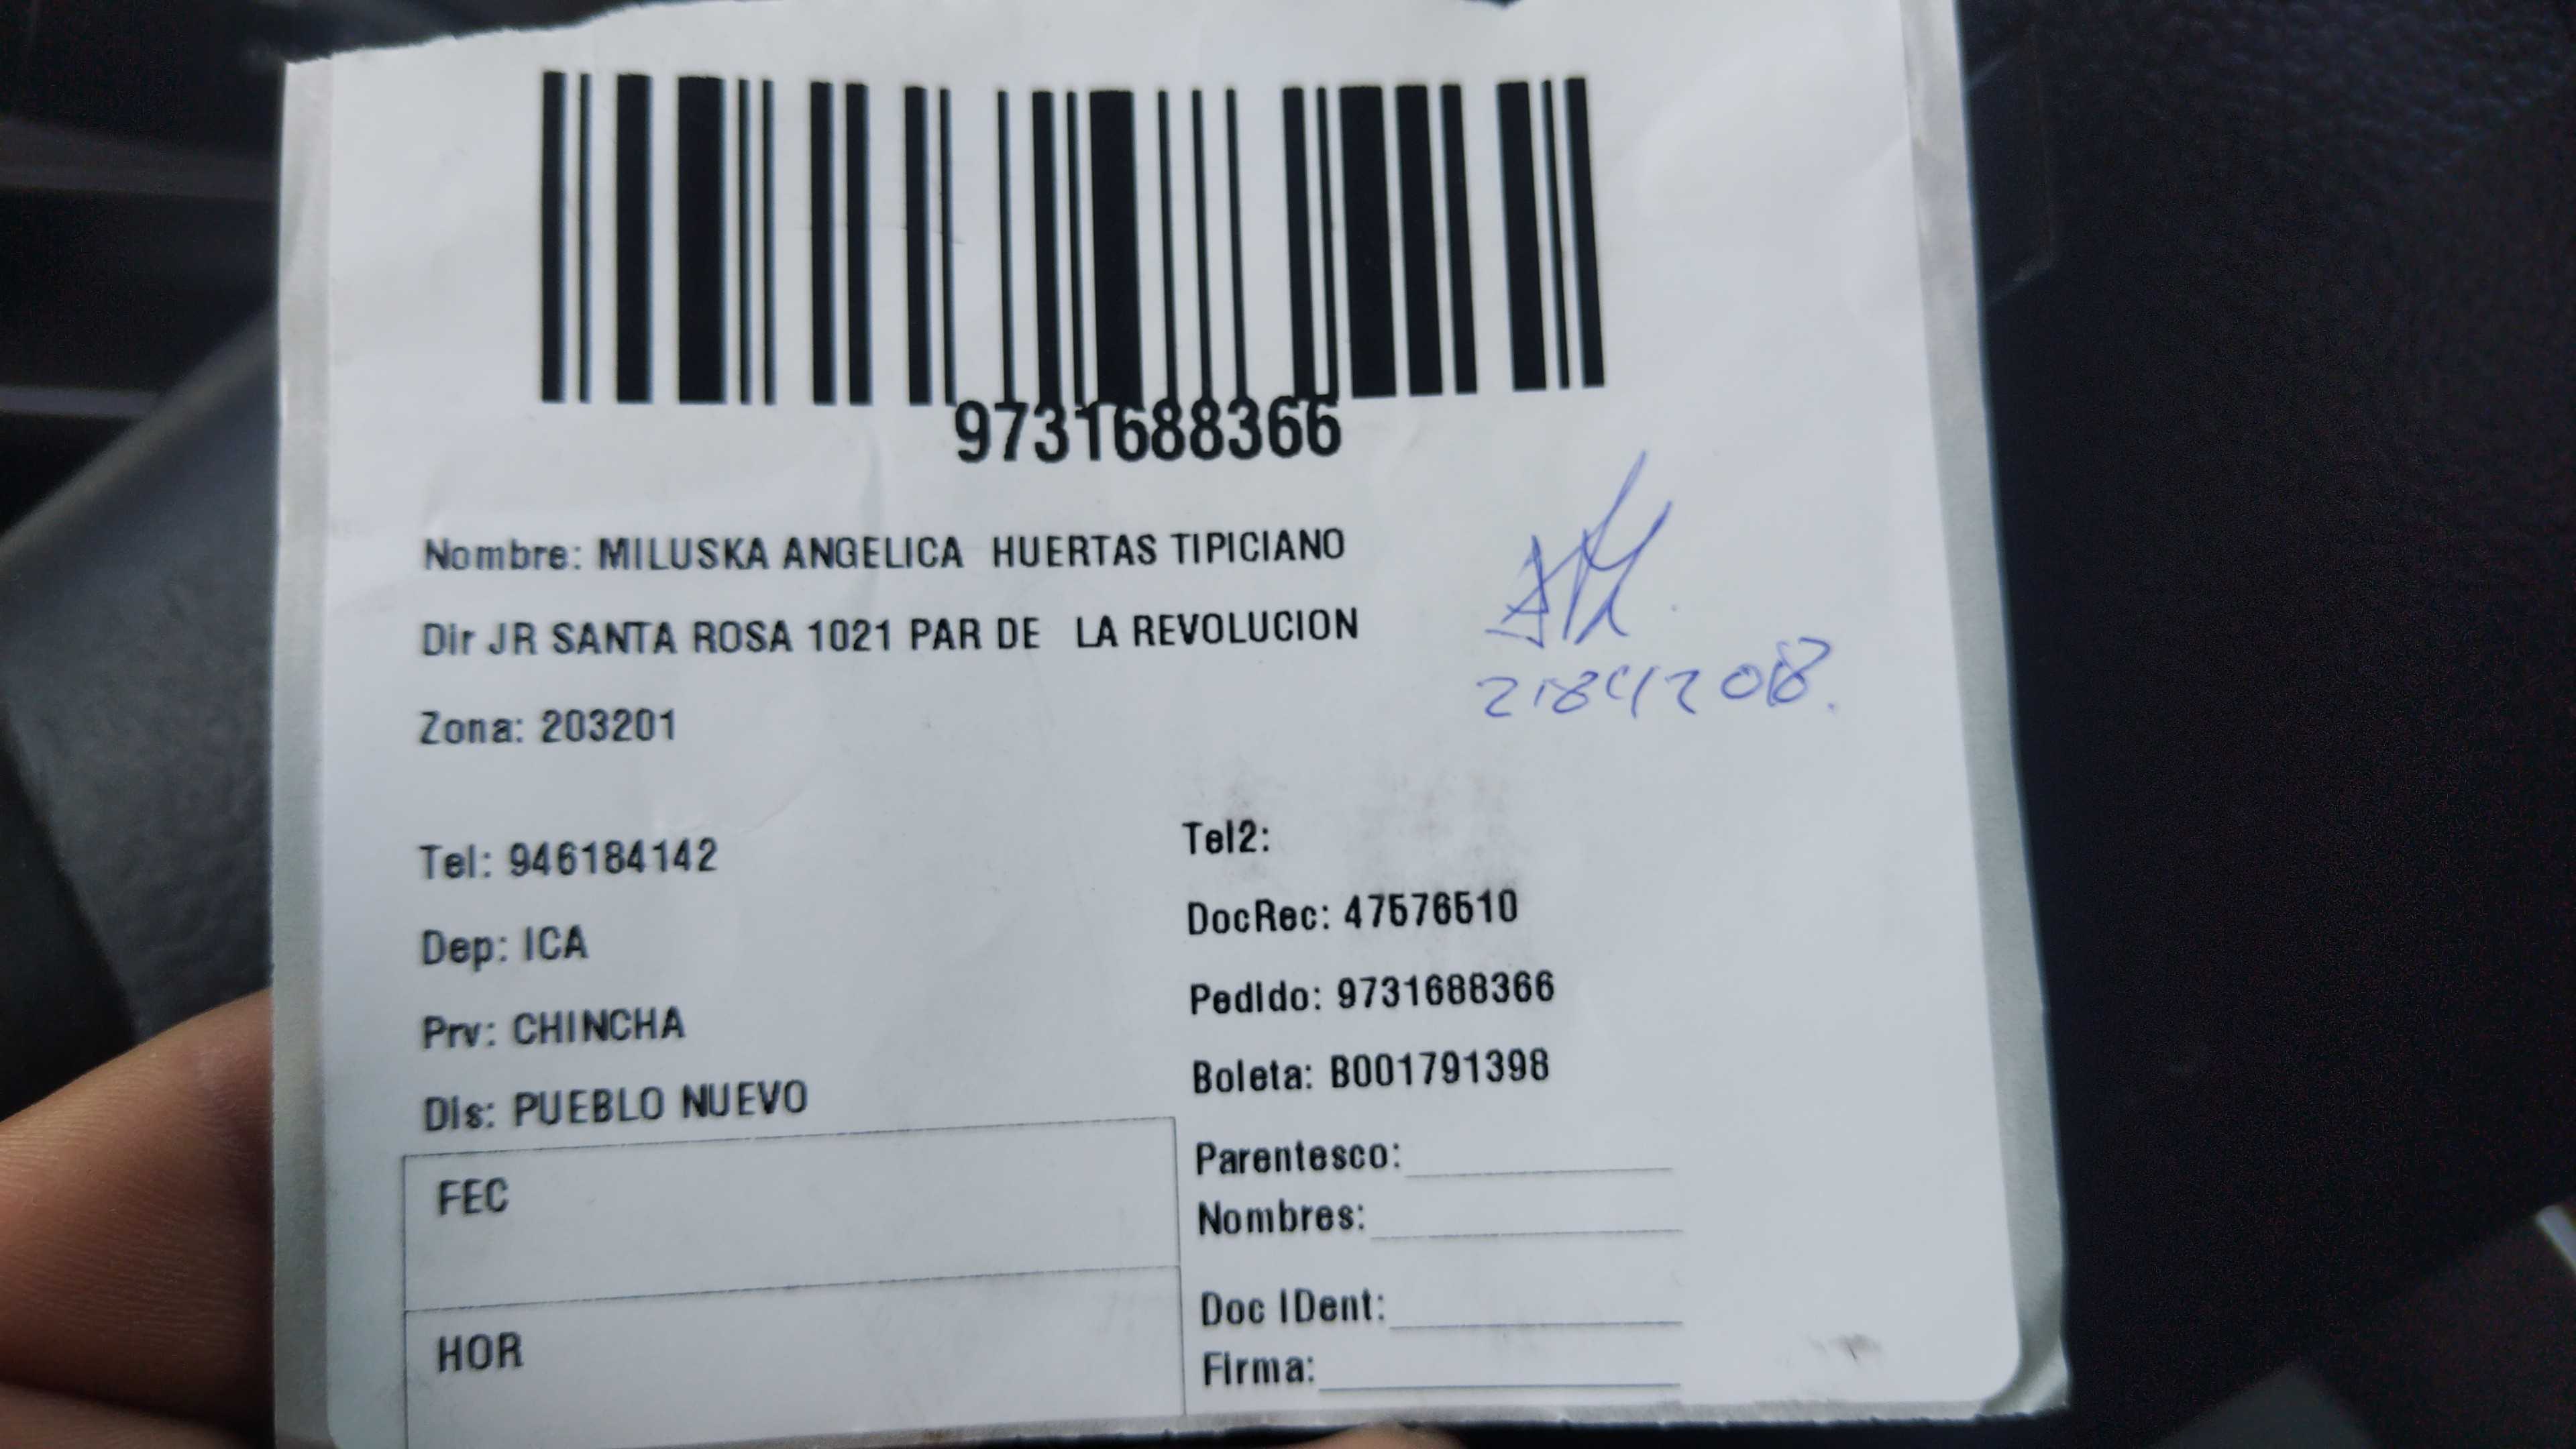 9731688366
Nombre: MILUSKA ANGELICA HUERTAS TIPICIANO
Dir JR SANTA ROSA 1021 PAR DE LA REVOLUCION
21841208.
Zona: 203201
Tel: 946184142
Dep: ICA
Prv: CHINCHA
Dis: PUEBLO NUEVO
FEC
HOR
Tel2:
DocRec: 47576510
Pedido: 9731688366
Boleta: B001791398
Parentesco:
Nombres:
Doc IDent:
Firma: